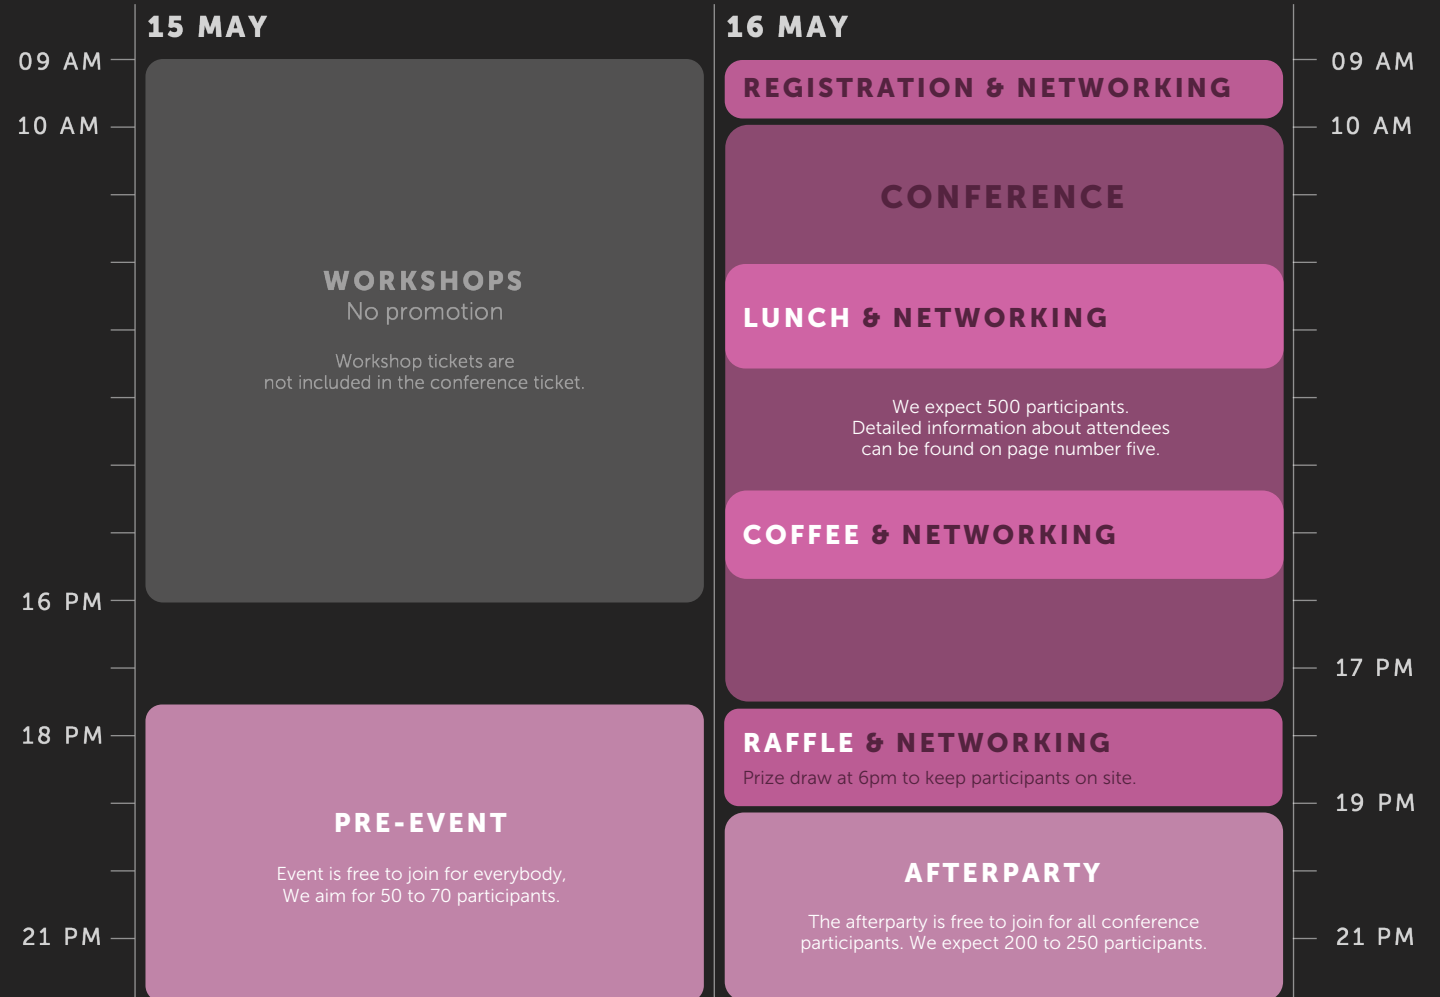 15 MAY
16 MAY
09 AM
09 AM
REGISTRATION & NETWORKING
10 AM
10 AM
CONFERENCE
WORKSHOPS
No promotion
LUNCH & NETWORKING
Workshop tickets are
not included in the conference ticket.
We expect 500 participants.
Detailed information about attendees
can be found on page number five.
COFFEE & NETWORKING
16 PM
17 PM
18 PM
RAFFLE & NETWORKING
Prize draw at 6pm to keep participants on site.
19 PM
PRE-EVENT
Event is free to join for everybody,
We aim for 50 to 70 participants.
AFTERPARTY
The afterparty is free to join for all conference
participants. We expect 200 to 250 participants.
21 PM
21 PM